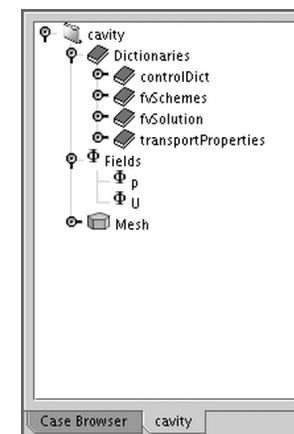 cavity
Dictionaries
controlDict
fvSchemes
fvSolution
transportProperties
Φ Fields
Φ p
Φ U
Mesh
Case Browser cavity